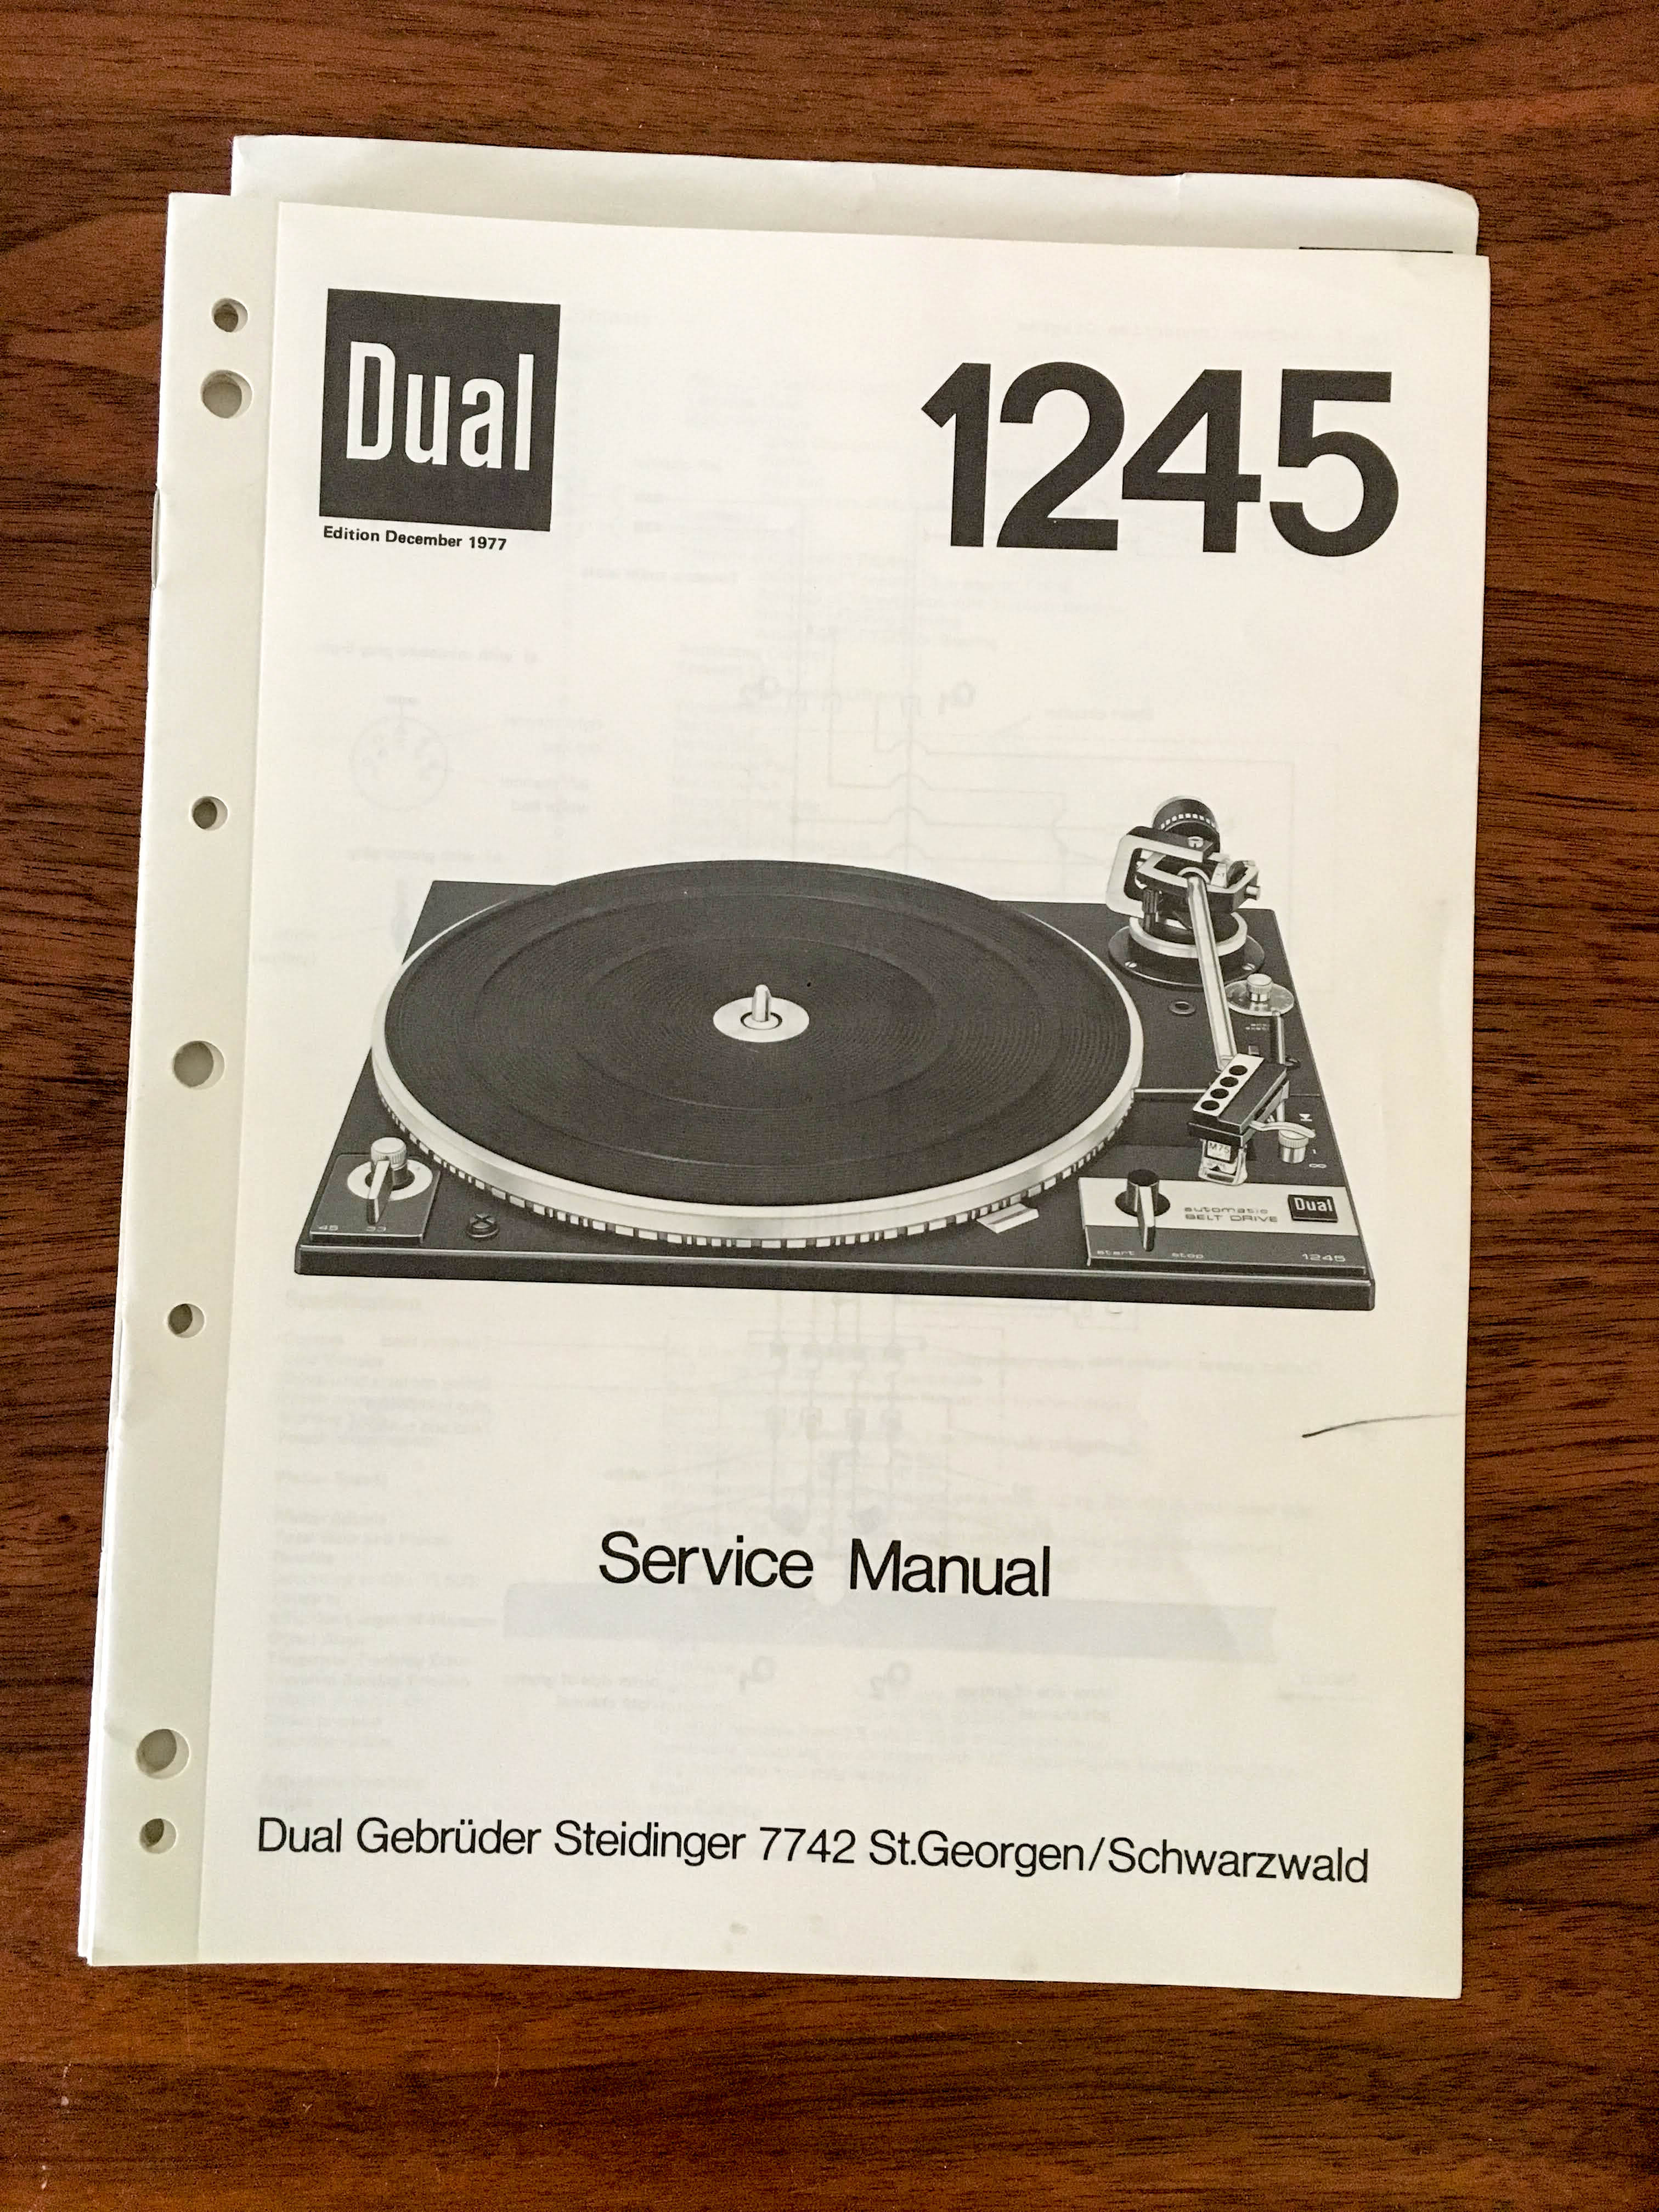 Dual
1245
Edition December 1977
M75
45 33
automatic
BELT DRIVE
Dual
start stop
1245
Service Manual
Dual Gebrüder Steidinger 7742 St.Georgen/Schwarzwald